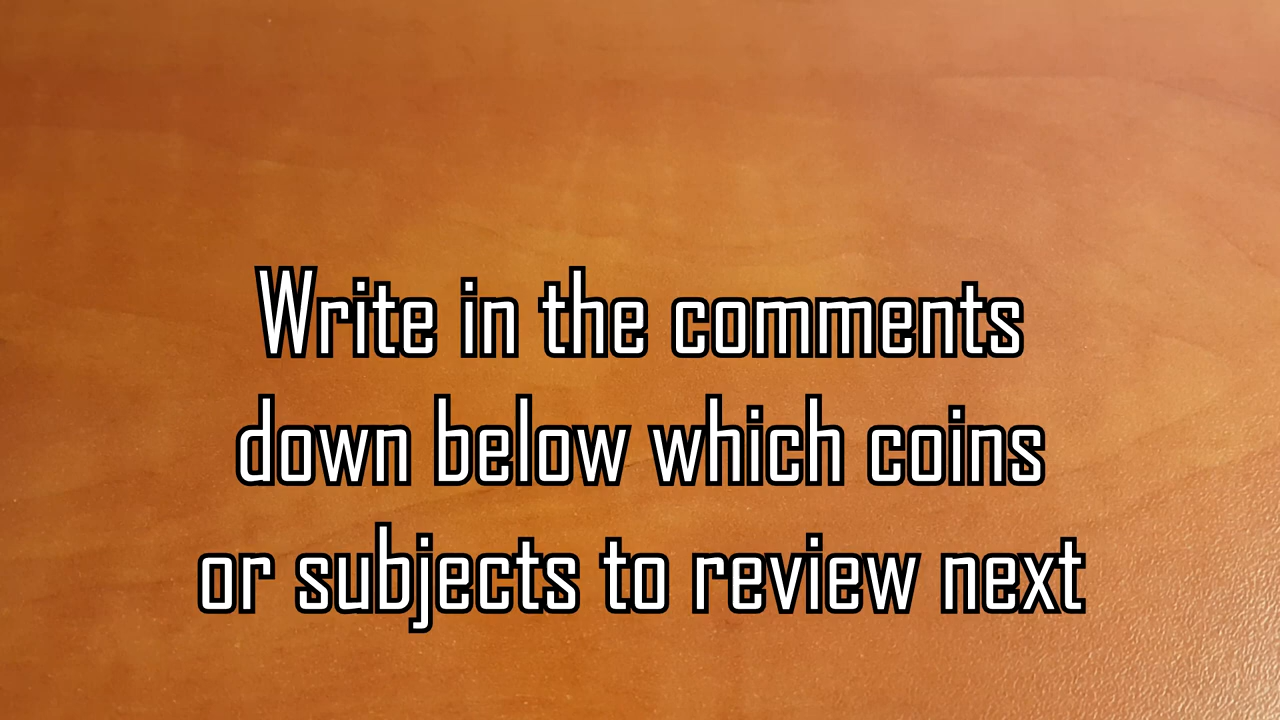 Write in the comments
down below which coins
or subjects to review next